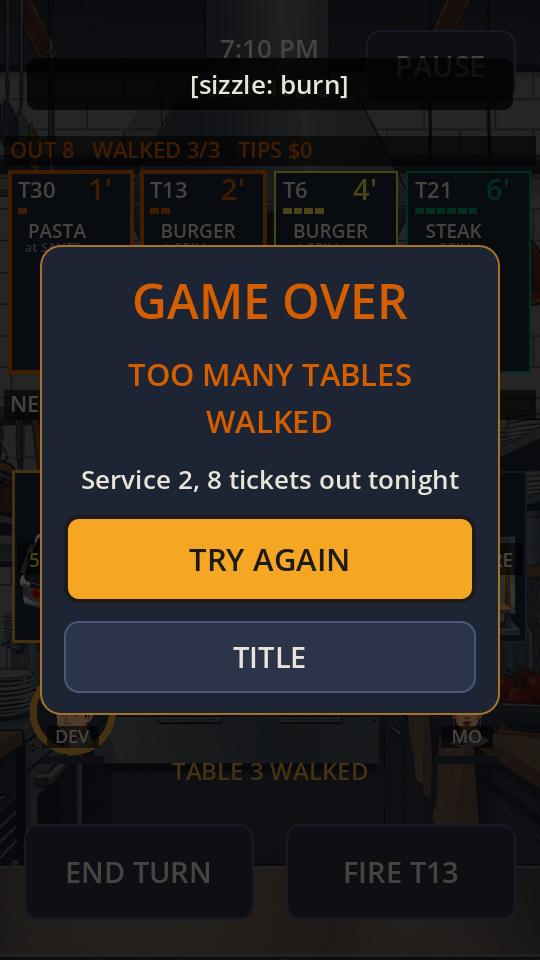 7:10 PM
PAUSE
[sizzle: burn]
OUT 8 WALKED 3/3 TIPS $0
T30 1' T13 2' T6 4' T21 6'
PASTA BURGER BURGER STEAK
GAME OVER
TOO MANY TABLES
WALKED
Service 2, 8 tickets out tonight
TRY AGAIN
TITLE
DEV MO
TABLE 3 WALKED
END TURN FIRE T13